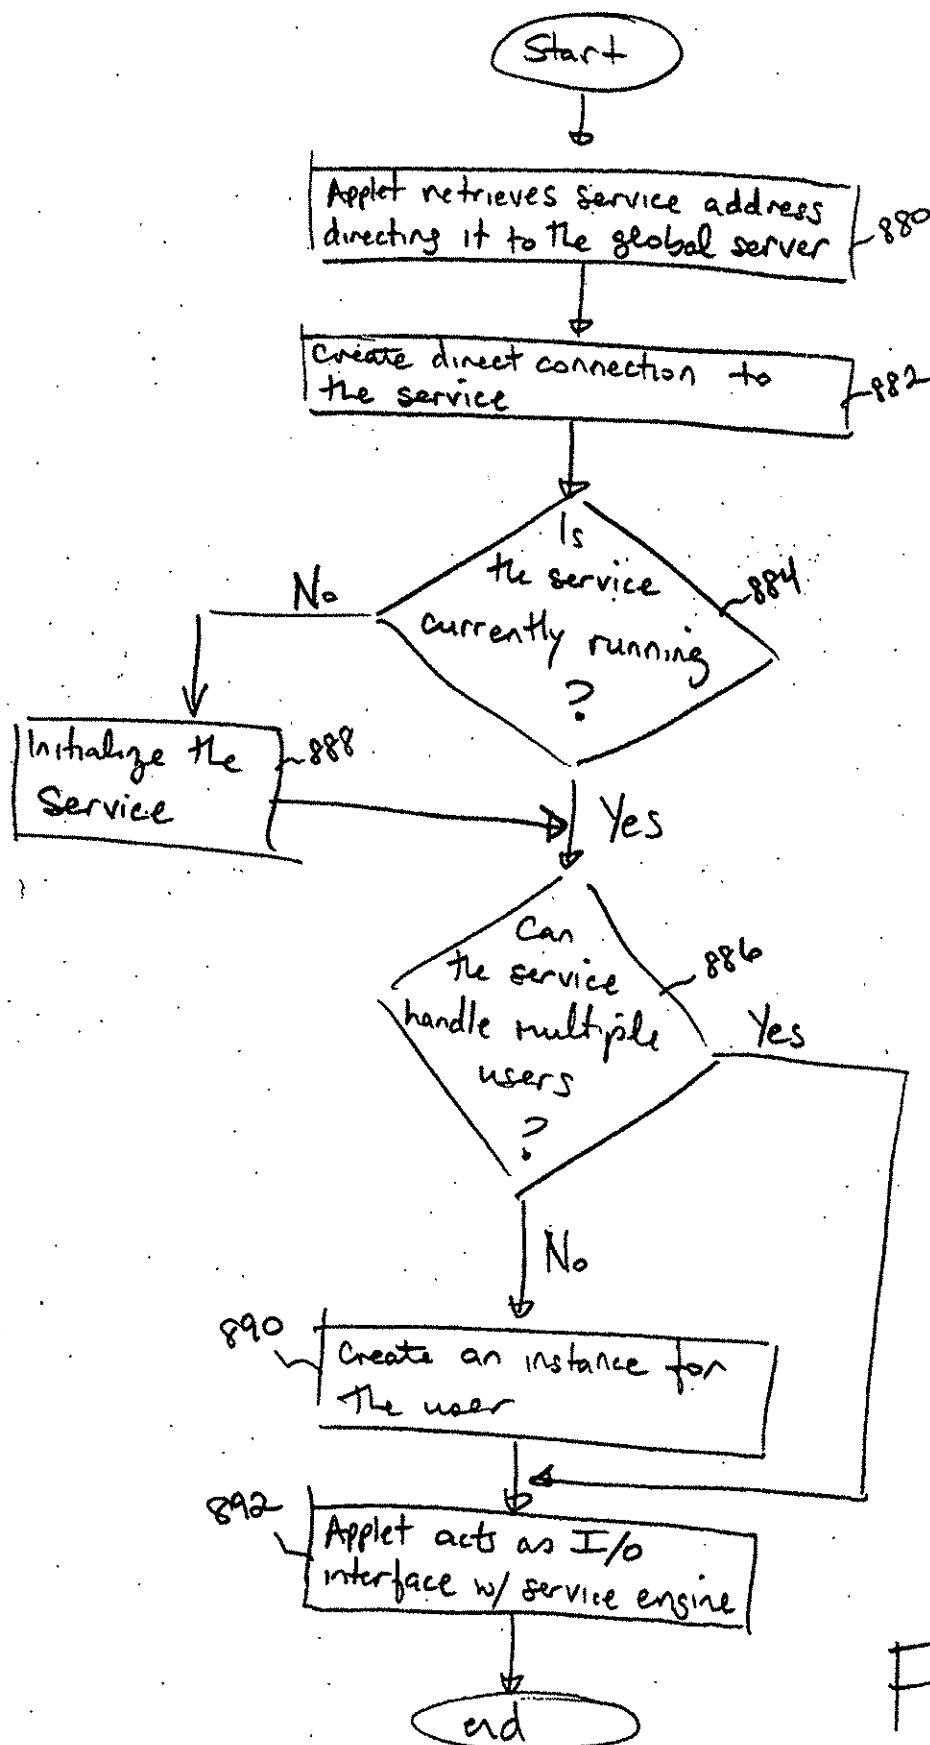 Start
Applet retrieves service address
directing it to the global server
880
Create direct connection to
the service
882
Is
the service
currently running
?
884
No
Initialize the
Service
888
Yes
Can
the service
handle multiple
users
?
886
Yes
No
890
Create an instance for
the user
892
Applet acts as I/O
interface w/ service engine
end
F